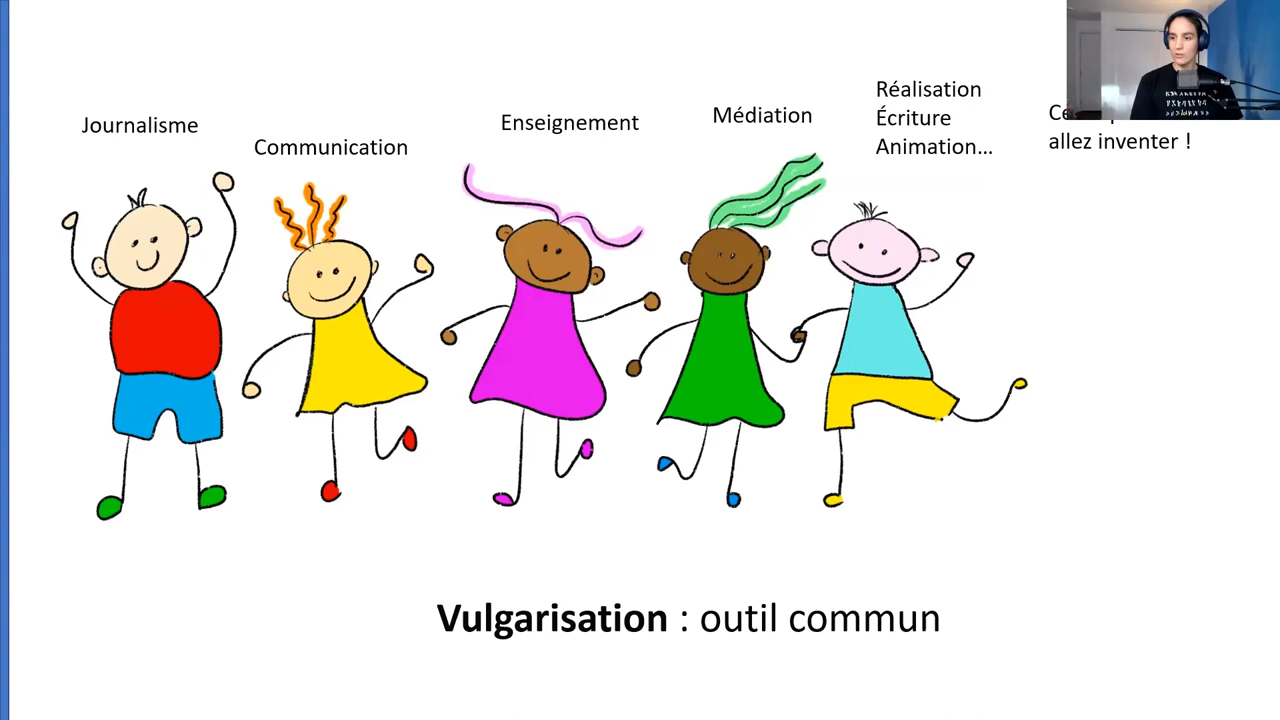 Journalisme
Communication
Enseignement
Médiation
Réalisation
Écriture
Animation…
allez inventer !
Vulgarisation : outil commun